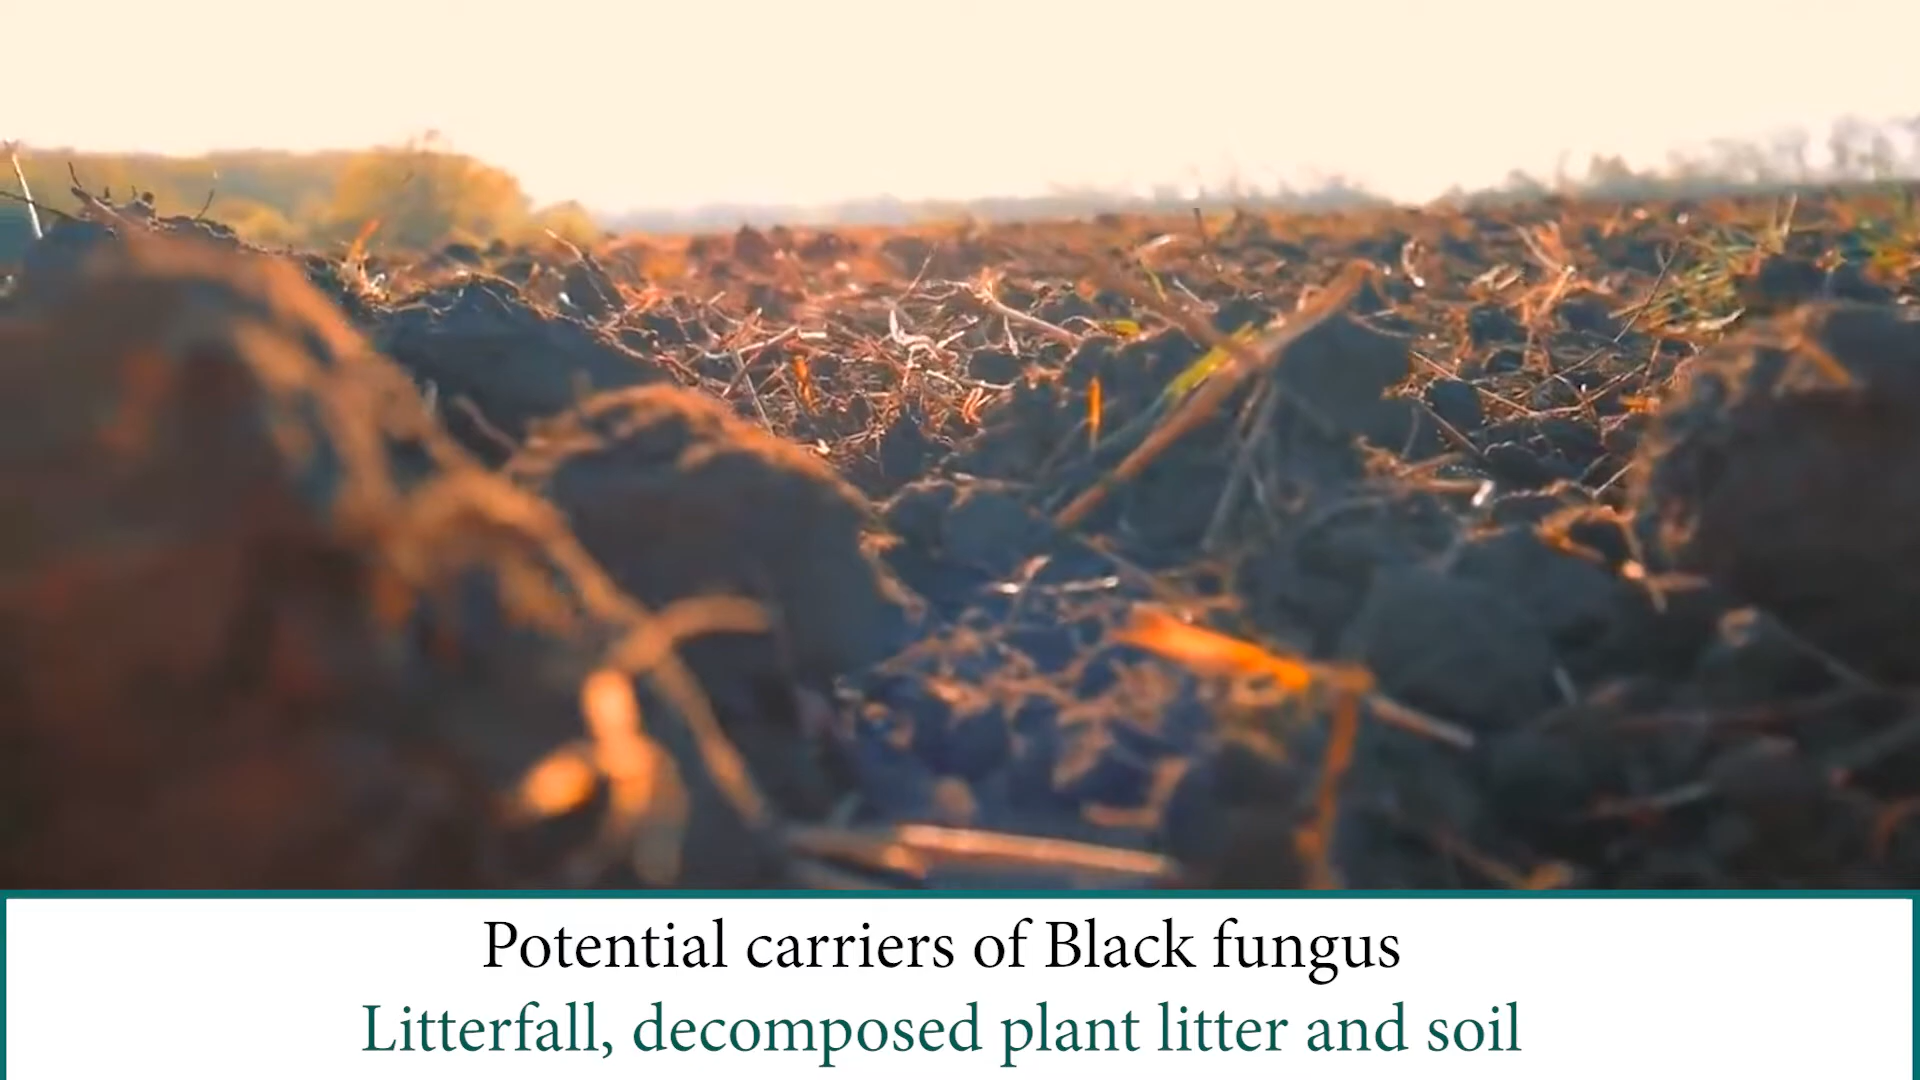 Potential carriers of Black fungus
Litterfall, decomposed plant litter and soil